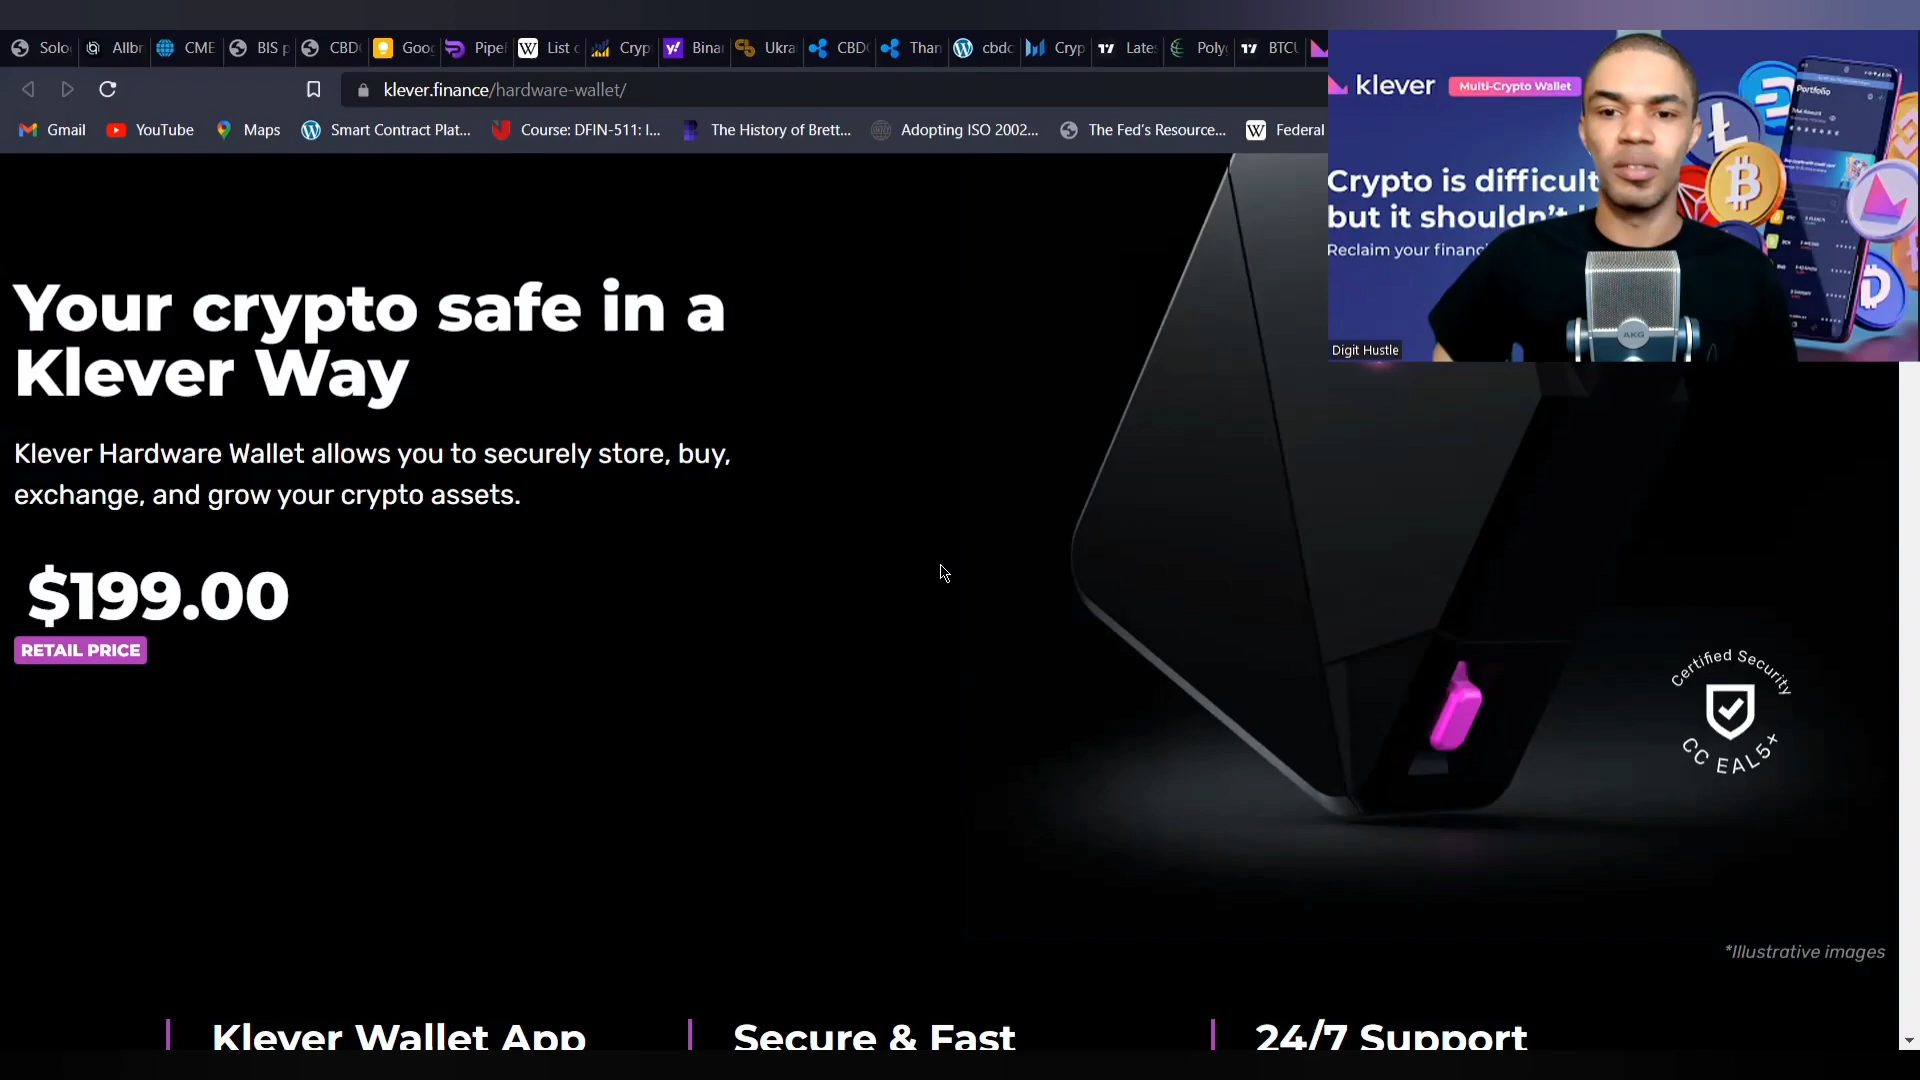 Solo
Allbr
CME
BIS p
CBD
Goo
Pipe
List o
Cryp
Bina
Ukra
CBD
Than
cbdc
Cryp
Late
Poly
BTCU
klever.finance/hardware-wallet/
Gmail
YouTube
Maps
Smart Contract Plat...
Course: DFIN-511: I...
The History of Brett...
Adopting ISO 2002...
The Fed's Resource...
Federal
klever
Multi-Crypto Wallet
Portfolio
Crypto is difficult
but it shouldn't
Reclaim your financ
AKG
Digit Hustle
Your crypto safe in a
Klever Way
Klever Hardware Wallet allows you to securely store, buy,
exchange, and grow your crypto assets.
$199.00
RETAIL PRICE
Certified Security
CC EAL5+
*Illustrative images
Klever Wallet App
Secure & Fast
24/7 Support